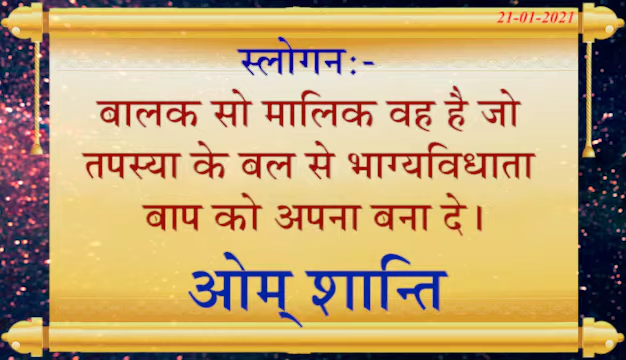 21-01-2021
स्लोगन:-
बालक सो मालिक वह है जो
तपस्या के बल से भाग्यविधाता
बाप को अपना बना दे।
ओम् शान्ति